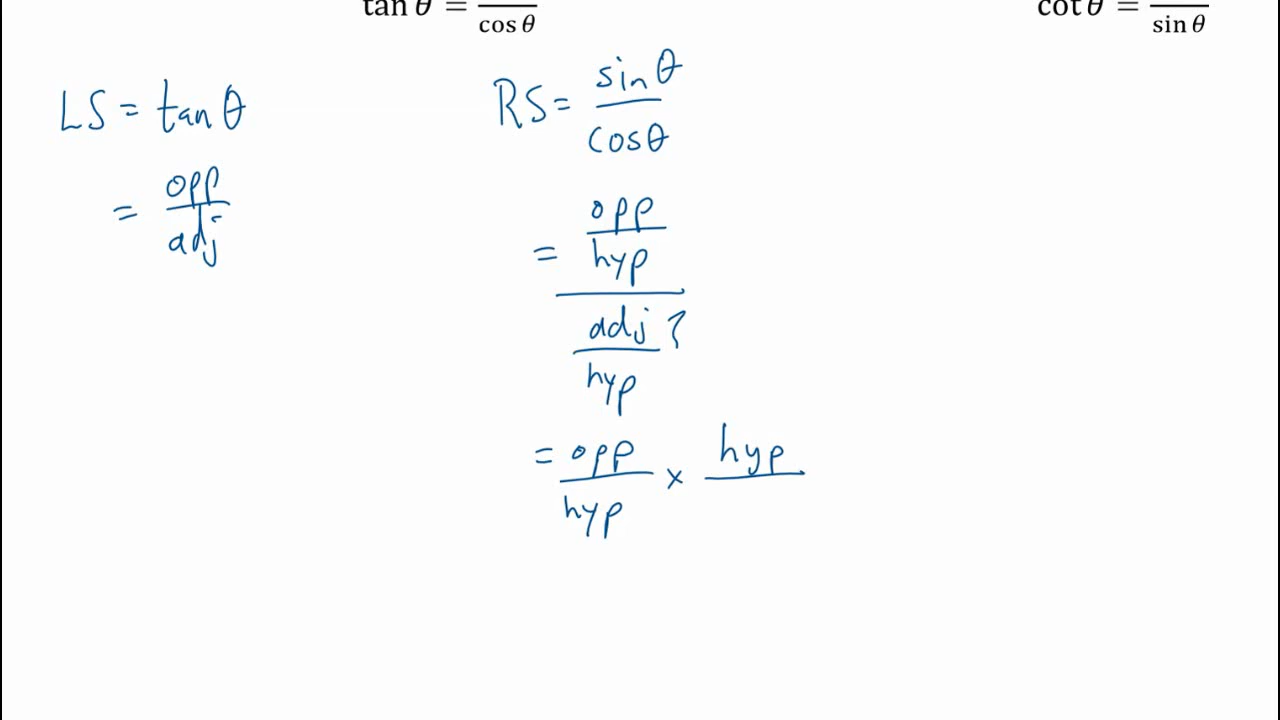 tan θ = 
cos θ
cot θ = 
sin θ
LS = tan θ
= opp
adj
RS = sin θ
cos θ
= opp
hyp
adj ?
hyp
= opp × hyp
hyp